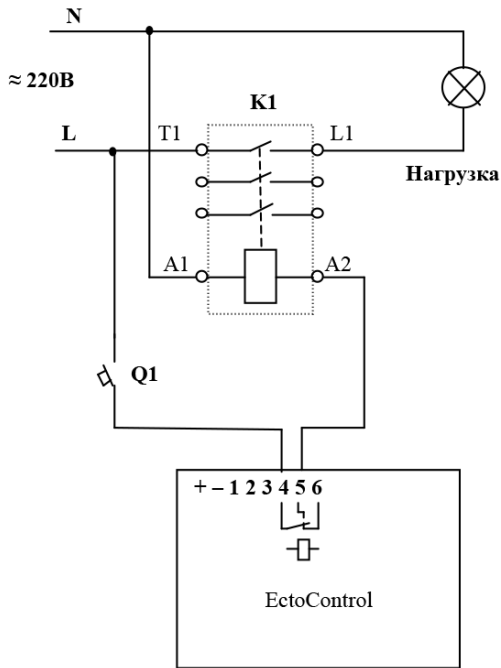 N
≈ 220В
K1
L
T1
L1
Нагрузка
A1
A2
Q1
+ – 1 2 3 4 5 6
EctoControl